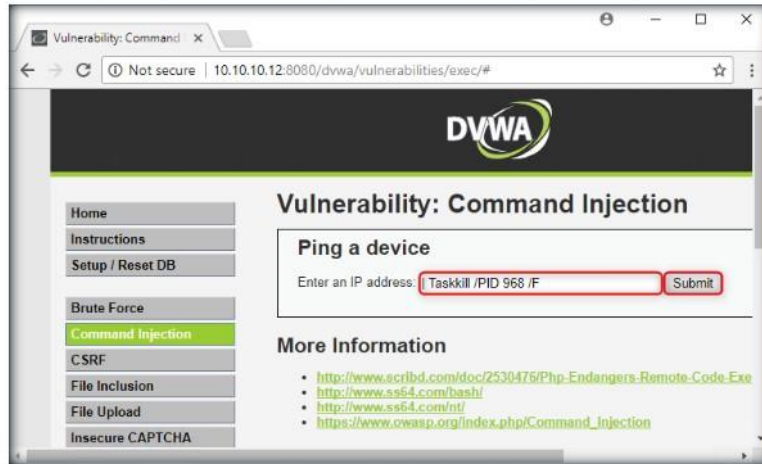 Vulnerability: Command
Not secure | 10.10.10.12:8080/dvwa/vulnerabilities/exec/#
DVWA
Home
Instructions
Setup / Reset DB
Brute Force
Command Injection
CSRF
File Inclusion
File Upload
Insecure CAPTCHA
Vulnerability: Command Injection
Ping a device
Enter an IP address: | Taskkill /PID 968 /F Submit
More Information
http://www.scribd.com/doc/2530476/Php-Endangers-Remote-Code-Exe
http://www.ss64.com/bash/
http://www.ss64.com/nt/
https://www.owasp.org/index.php/Command_Injection